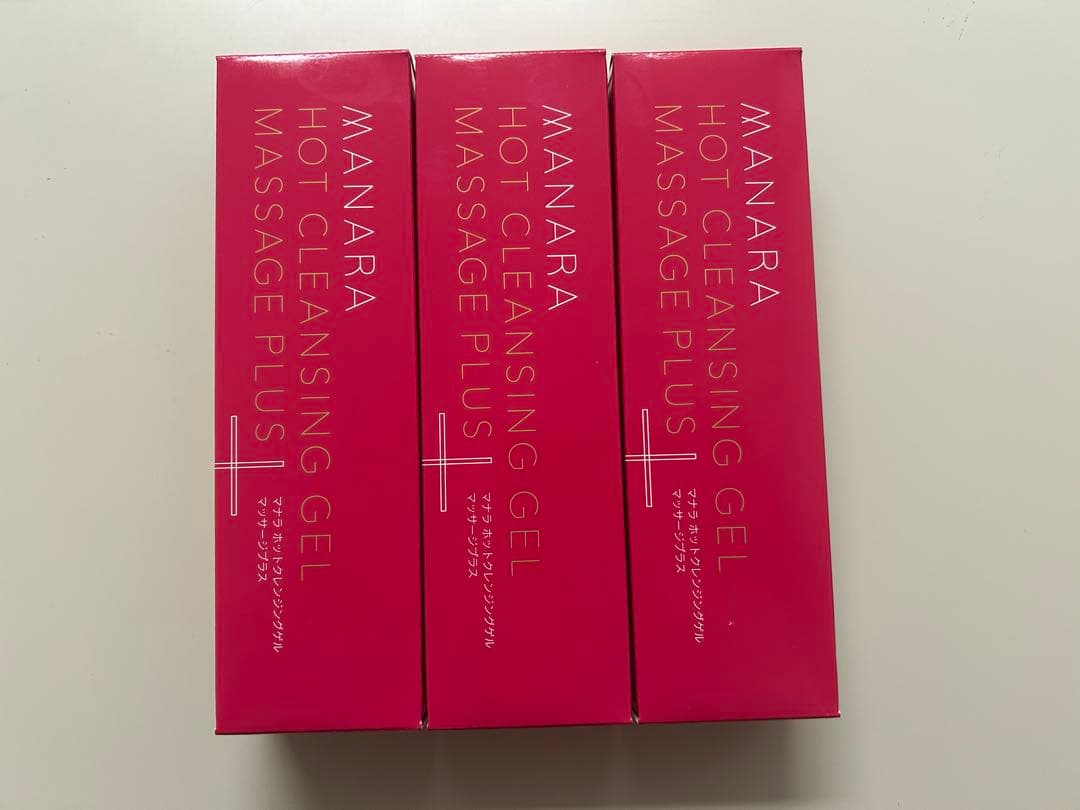 MANARA
HOT CLEANSING GEL
MASSAGE PLUS
マナラ ホットクレンジングゲル
マッサージプラス
MANARA
HOT CLEANSING GEL
MASSAGE PLUS
マナラ ホットクレンジングゲル
マッサージプラス
MANARA
HOT CLEANSING GEL
MASSAGE PLUS
マナラ ホットクレンジングゲル
マッサージプラス